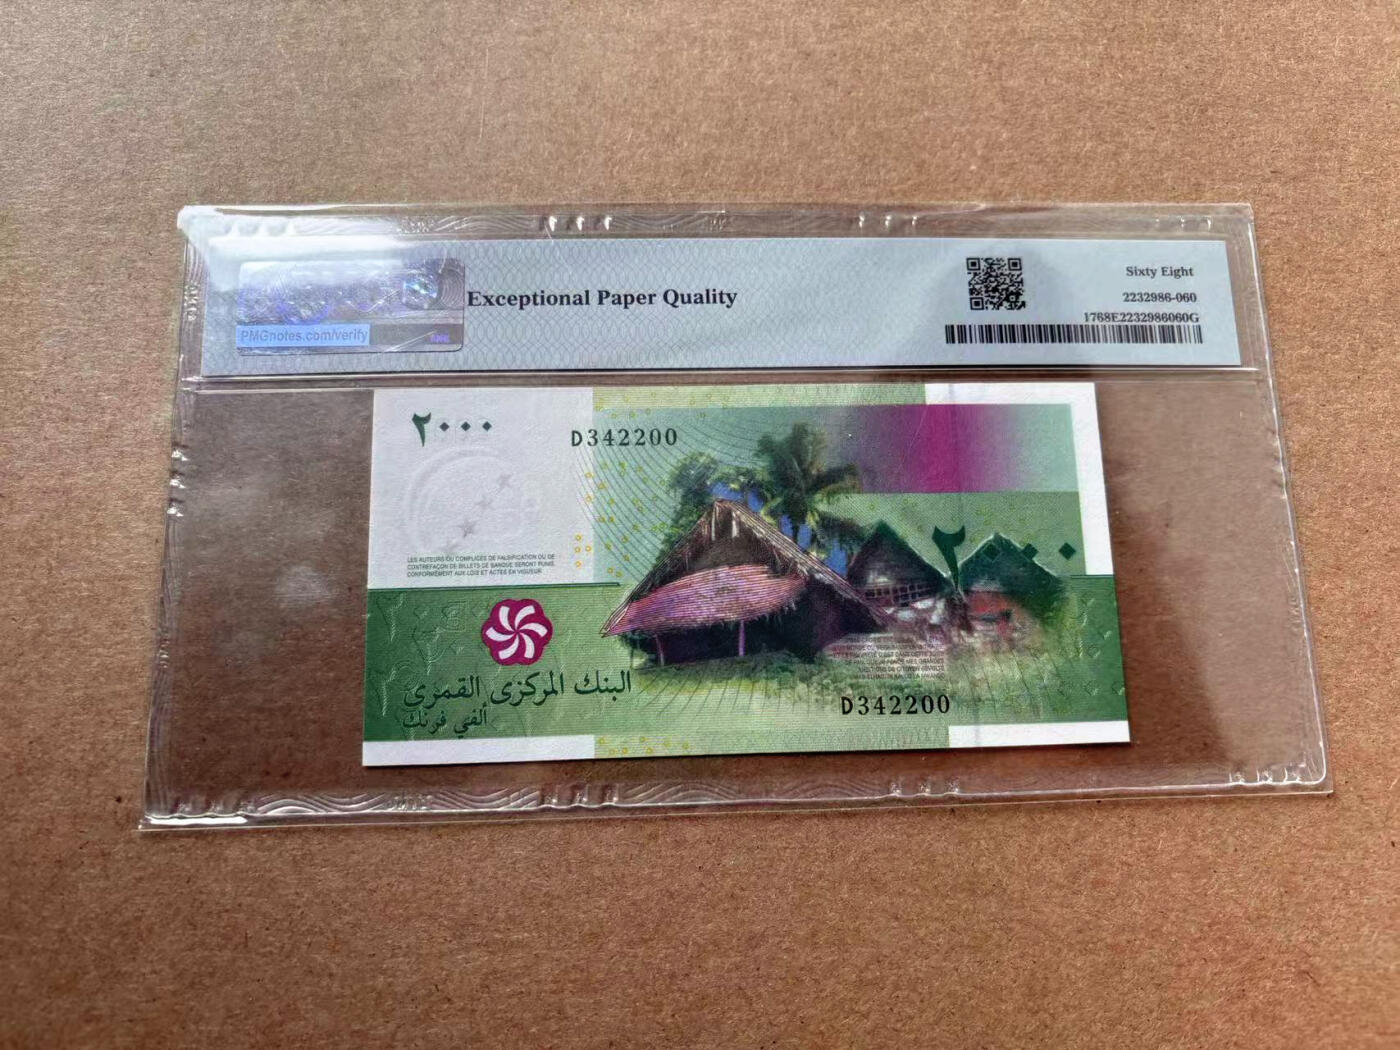 Exceptional Paper Quality
PMGnotes.com/verify
Sixty Eight
2232986-060
1768E2232986060G
٢٠٠٠
D342200
LES AUTEURS OU COMPLICES DE FALSIFICATION OU DE
CONTREFAÇON DE BILLETS DE BANQUE SERONT PUNIS
CONFORMÉMENT AUX LOIS ET ACTES EN VIGUEUR
٢٠٠٠
البنك المركزى القمرى
ألفي فرنك
D342200